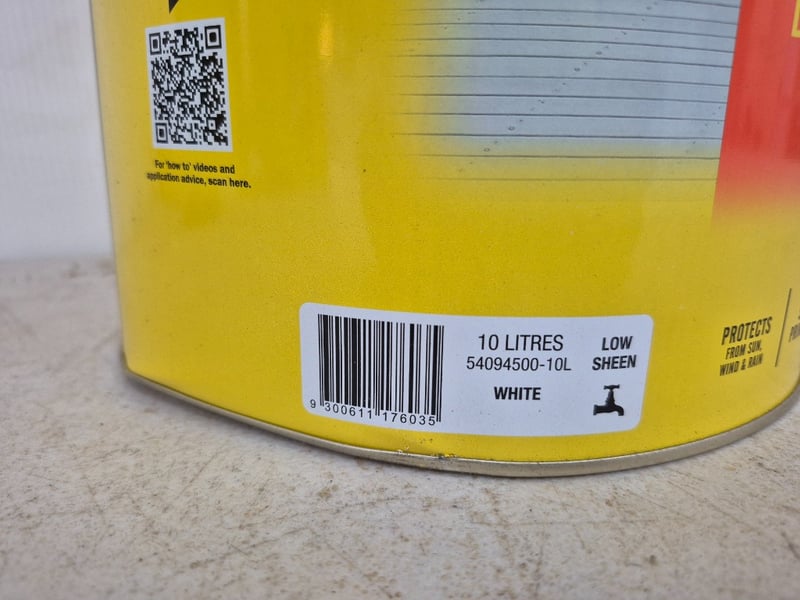 For 'how to' videos and
application advice, scan here.
10 LITRES
54094500-10L
WHITE
LOW
SHEEN
9 300611 176035
PROTECTS
FROM SUN,
WIND & RAIN